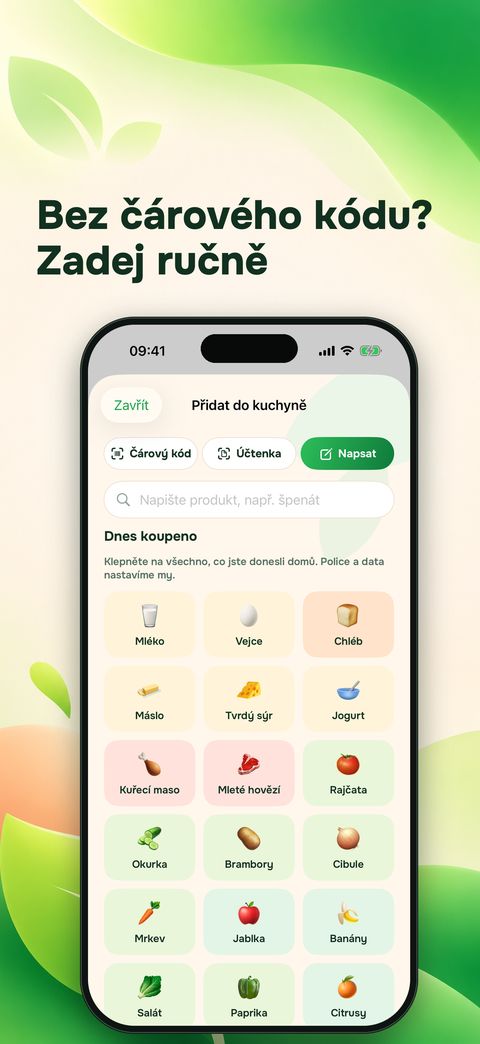 Bez čárového kódu?
Zadej ručně
09:41
Zavřít
Přidat do kuchyně
Čárový kód
Účtenka
Napsat
Napište produkt, např. špenát
Dnes koupeno
Klepněte na všechno, co jste donesli domů. Police a data
nastavíme my.
Mléko
Vejce
Chléb
Máslo
Tvrdý sýr
Jogurt
Kuřecí maso
Mleté hovězí
Rajčata
Okurka
Brambory
Cibule
Mrkev
Jablka
Banány
Salát
Paprika
Citrusy